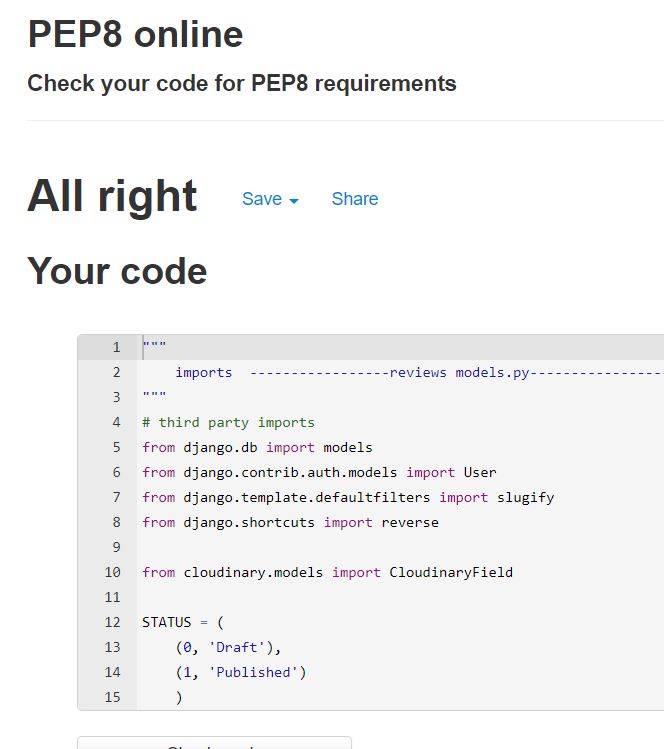 PEP8 online
Check your code for PEP8 requirements
All right Save Share
Your code
1 """
2     imports  -----------------reviews models.py----------------
3 """
4 # third party imports
5 from django.db import models
6 from django.contrib.auth.models import User
7 from django.template.defaultfilters import slugify
8 from django.shortcuts import reverse
9
10 from cloudinary.models import CloudinaryField
11
12 STATUS = (
13     (0, 'Draft'),
14     (1, 'Published')
15     )